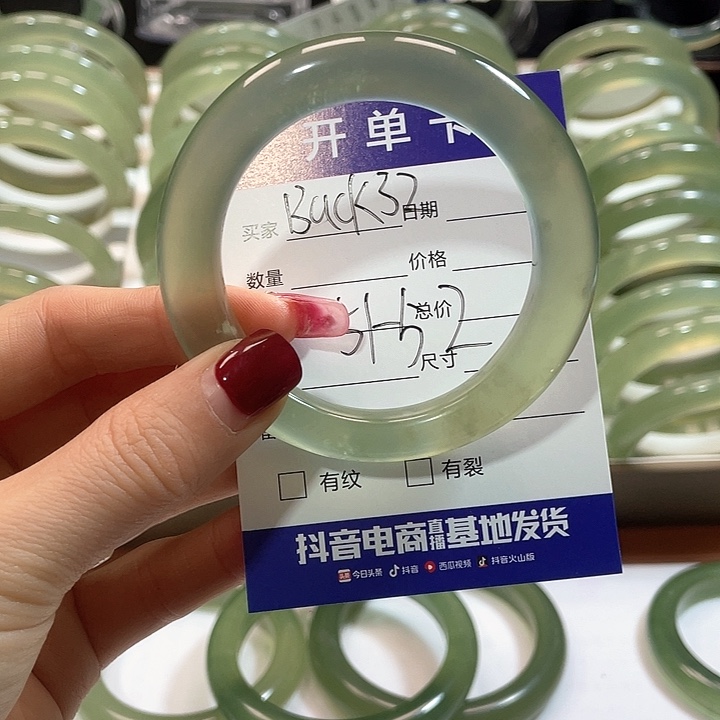 开单卡
买家 Buck32 日期
数量 价格
总价
尺寸
有纹 有裂
抖音电商直播基地发货
今日头条 抖音 西瓜视频 抖音火山版